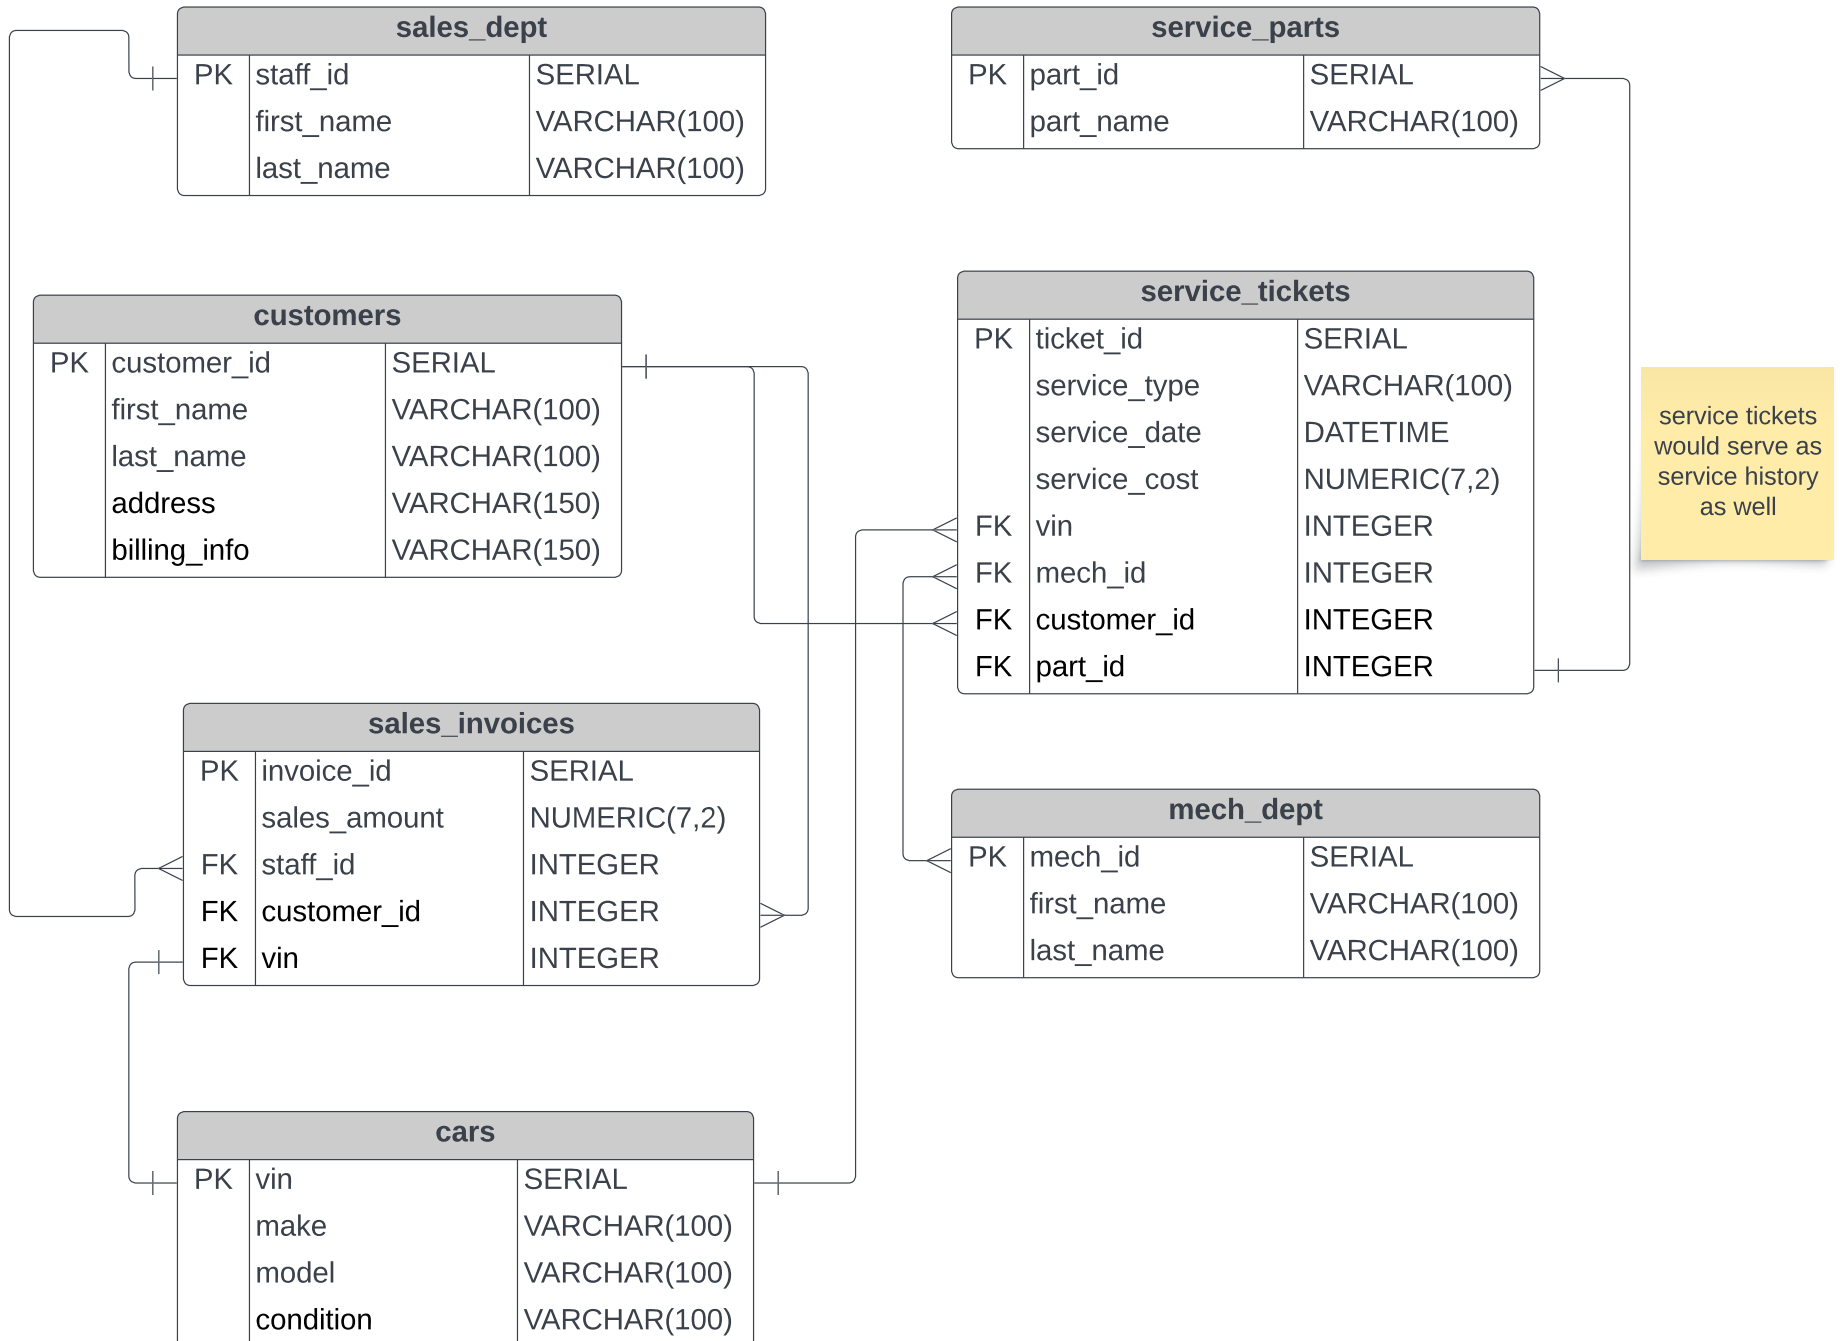 sales_dept
PK staff_id SERIAL
first_name VARCHAR(100)
last_name VARCHAR(100)
service_parts
PK part_id SERIAL
part_name VARCHAR(100)
customers
PK customer_id SERIAL
first_name VARCHAR(100)
last_name VARCHAR(100)
address VARCHAR(150)
billing_info VARCHAR(150)
service_tickets
PK ticket_id SERIAL
service_type VARCHAR(100)
service_date DATETIME
service_cost NUMERIC(7,2)
FK vin INTEGER
FK mech_id INTEGER
FK customer_id INTEGER
FK part_id INTEGER
service tickets
would serve as
service history
as well
sales_invoices
PK invoice_id SERIAL
sales_amount NUMERIC(7,2)
FK staff_id INTEGER
FK customer_id INTEGER
FK vin INTEGER
mech_dept
PK mech_id SERIAL
first_name VARCHAR(100)
last_name VARCHAR(100)
cars
PK vin SERIAL
make VARCHAR(100)
model VARCHAR(100)
condition VARCHAR(100)